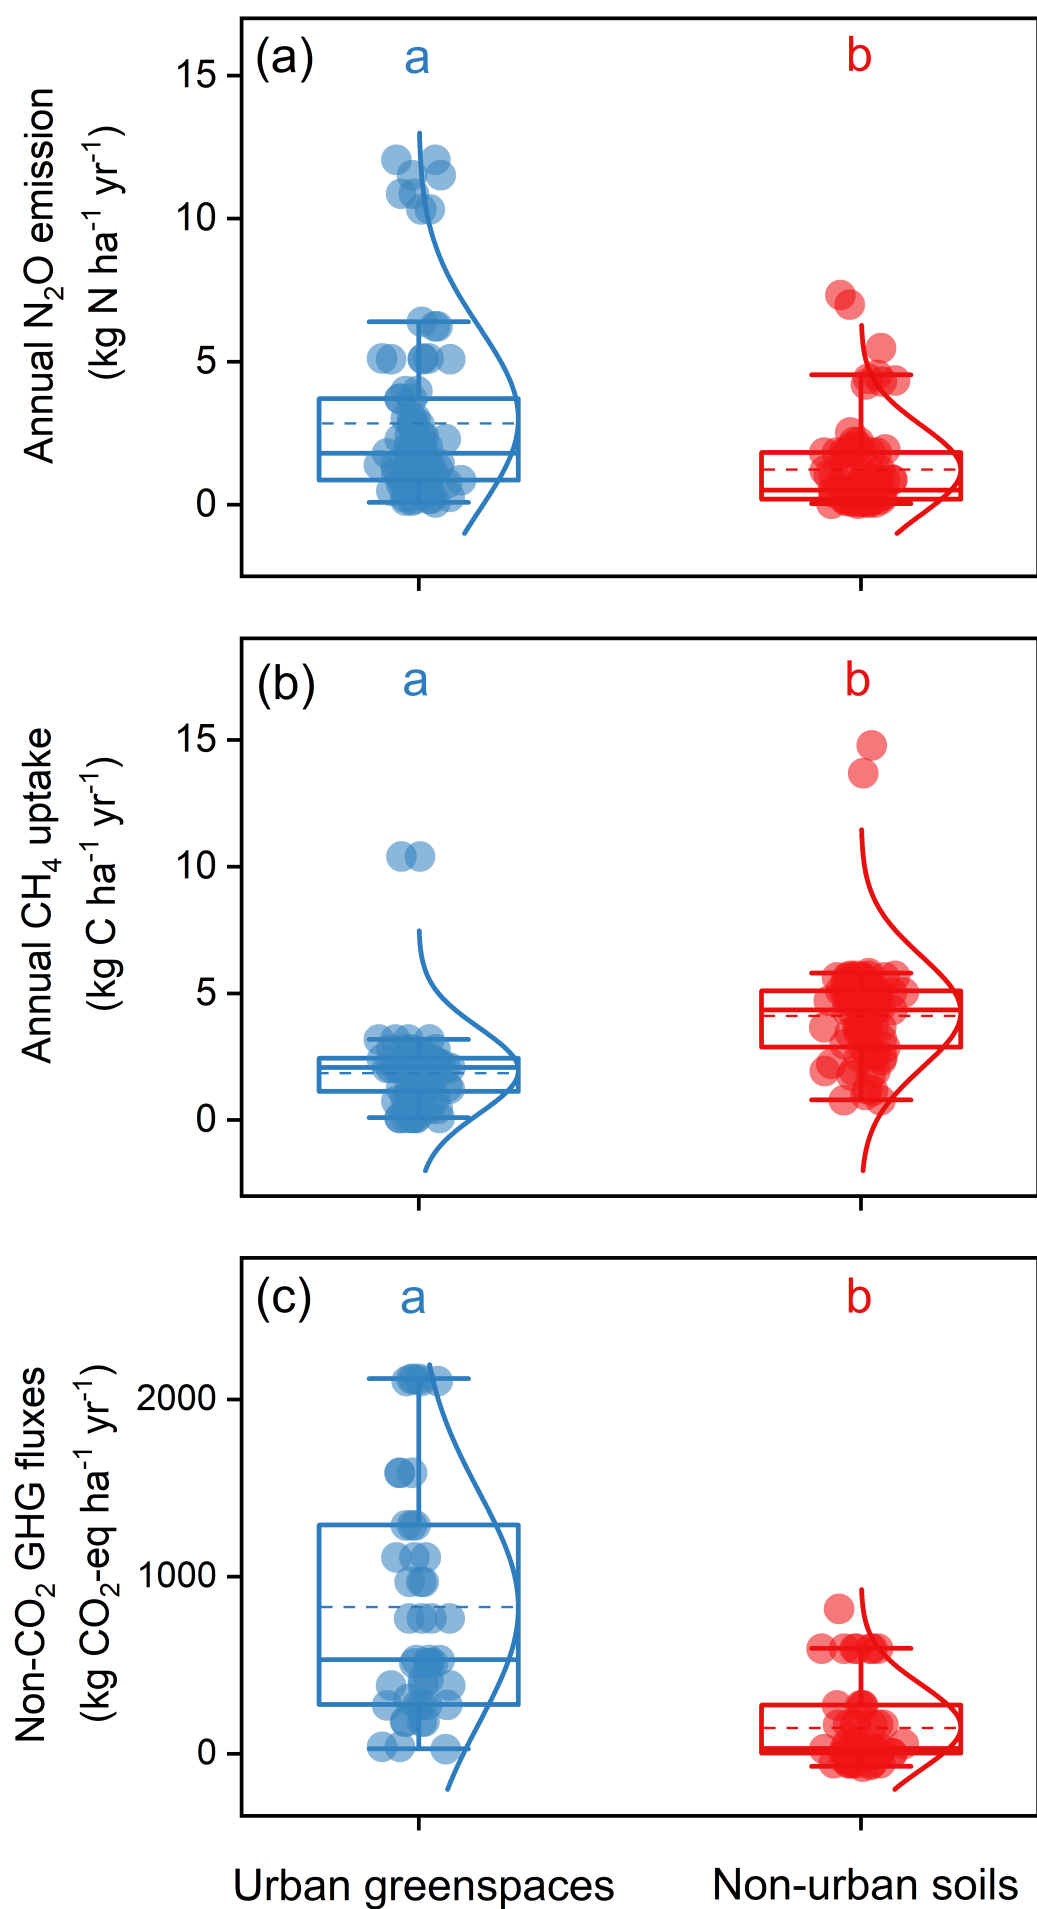 (a)
a
b
15
10
5
0
Annual N₂O emission
(kg N ha⁻¹ yr⁻¹)
(b)
a
b
15
10
5
0
Annual CH₄ uptake
(kg C ha⁻¹ yr⁻¹)
(c)
a
b
2000
1000
0
Non-CO₂ GHG fluxes
(kg CO₂-eq ha⁻¹ yr⁻¹)
Urban greenspaces
Non-urban soils